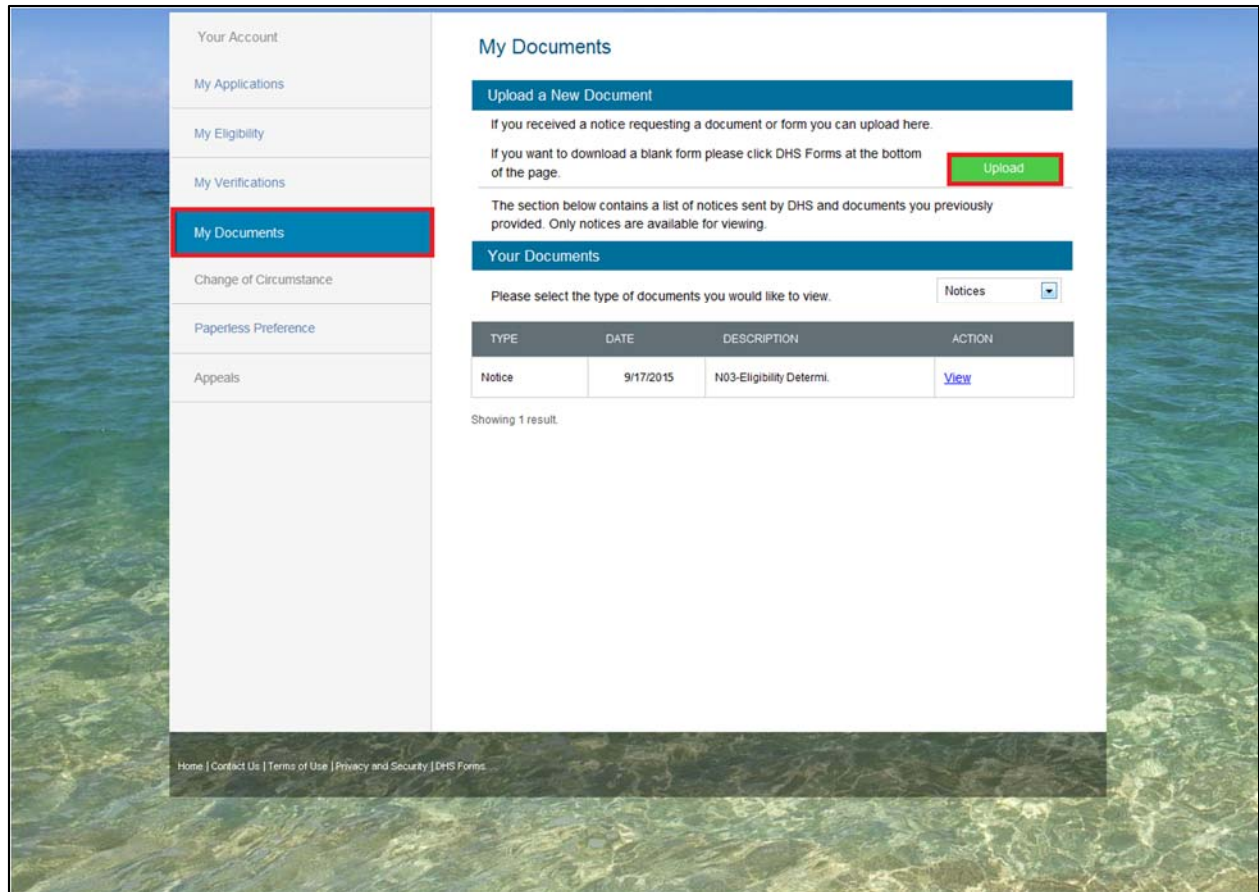 Your Account
My Applications
My Eligibility
My Verifications
My Documents
Change of Circumstance
Paperless Preference
Appeals
My Documents
Upload a New Document
If you received a notice requesting a document or form you can upload here.
If you want to download a blank form please click DHS Forms at the bottom
of the page.
Upload
The section below contains a list of notices sent by DHS and documents you previously
provided. Only notices are available for viewing.
Your Documents
Please select the type of documents you would like to view.
Notices
TYPE DATE DESCRIPTION ACTION
Notice 9/17/2015 N03-Eligibility Determi. View
Showing 1 result.
Home | Contact Us | Terms of Use | Privacy and Security | DHS Forms